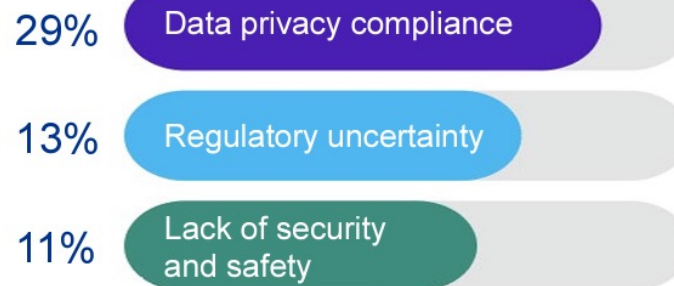 29%
Data privacy compliance
13%
Regulatory uncertainty
11%
Lack of security
and safety